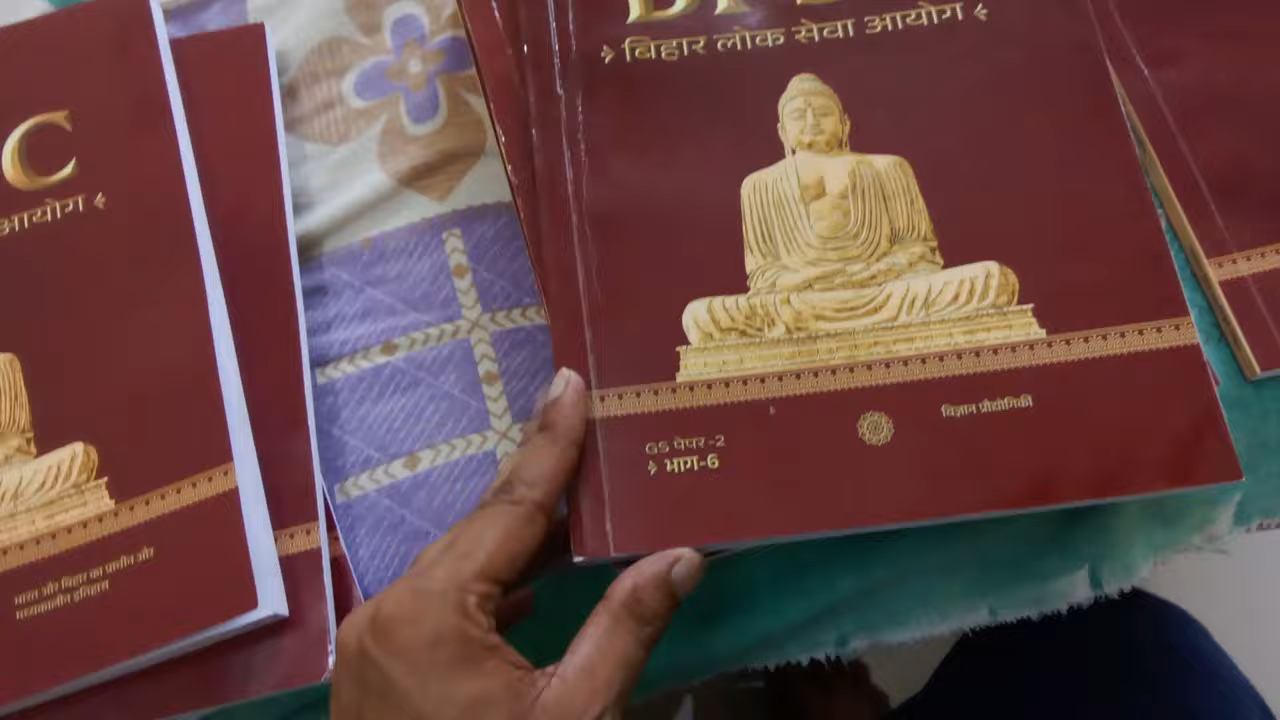 C
आयोग
भारत और बिहार का प्राचीन और
मध्यकालीन इतिहास
BPSC
बिहार लोक सेवा आयोग
GS पेपर -2
भाग-6
विज्ञान प्रौद्योगिकी